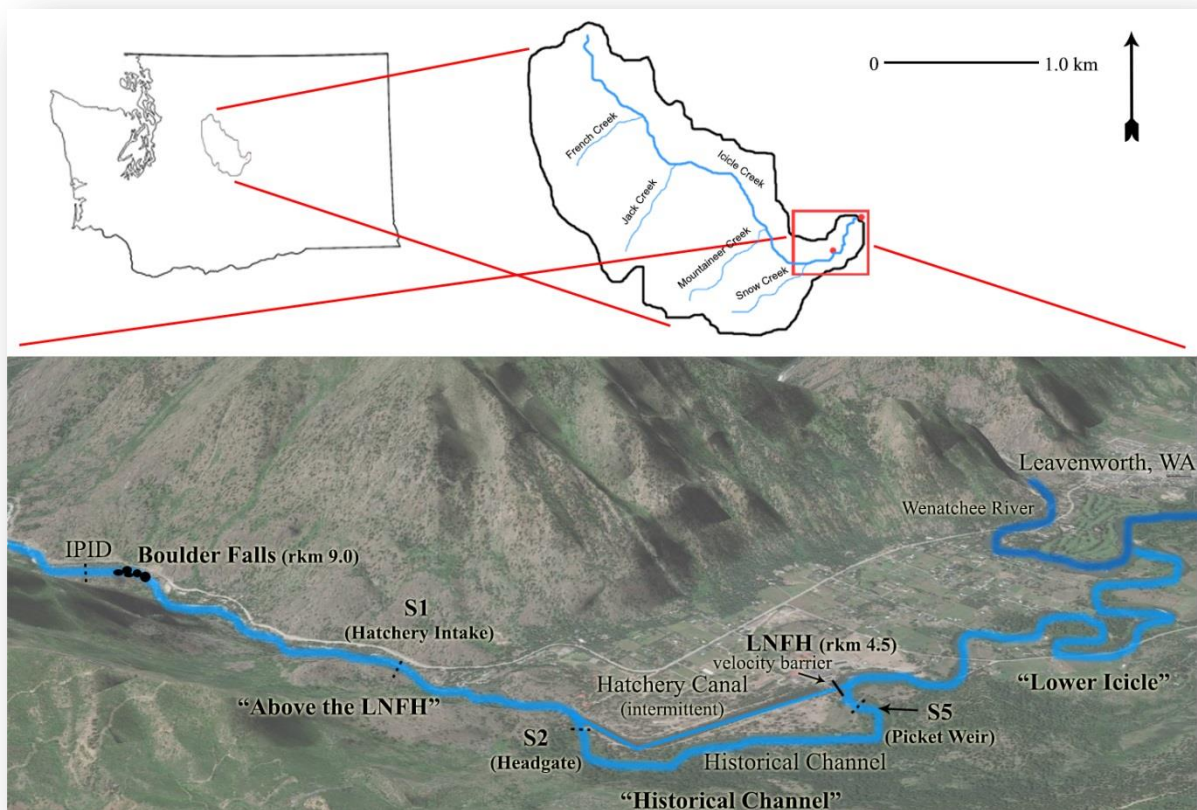 0
1.0 km
French Creek
Icicle Creek
Jack Creek
Mountaineer Creek
Snow Creek
Leavenworth, WA
Wenatchee River
IPID
Boulder Falls (rkm 9.0)
S1
(Hatchery Intake)
LNFH (rkm 4.5)
velocity barrier
Hatchery Canal
(intermittent)
“Above the LNFH”
“Lower Icicle”
S5
(Picket Weir)
S2
(Headgate)
Historical Channel
“Historical Channel”